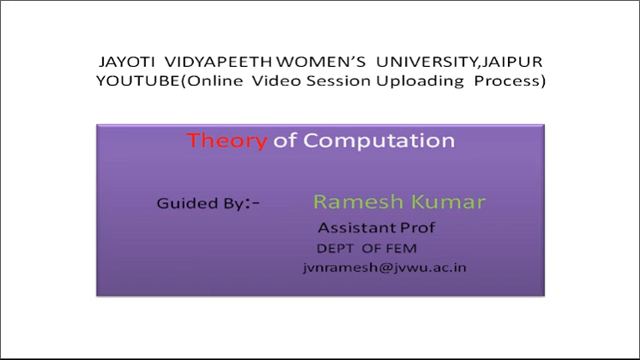 JAYOTI VIDYAPEETH WOMEN’S UNIVERSITY,JAIPUR
YOUTUBE(Online Video Session Uploading Process)
Theory of Computation
Guided By:- Ramesh Kumar
Assistant Prof
DEPT OF FEM
jvnramesh@jvwu.ac.in